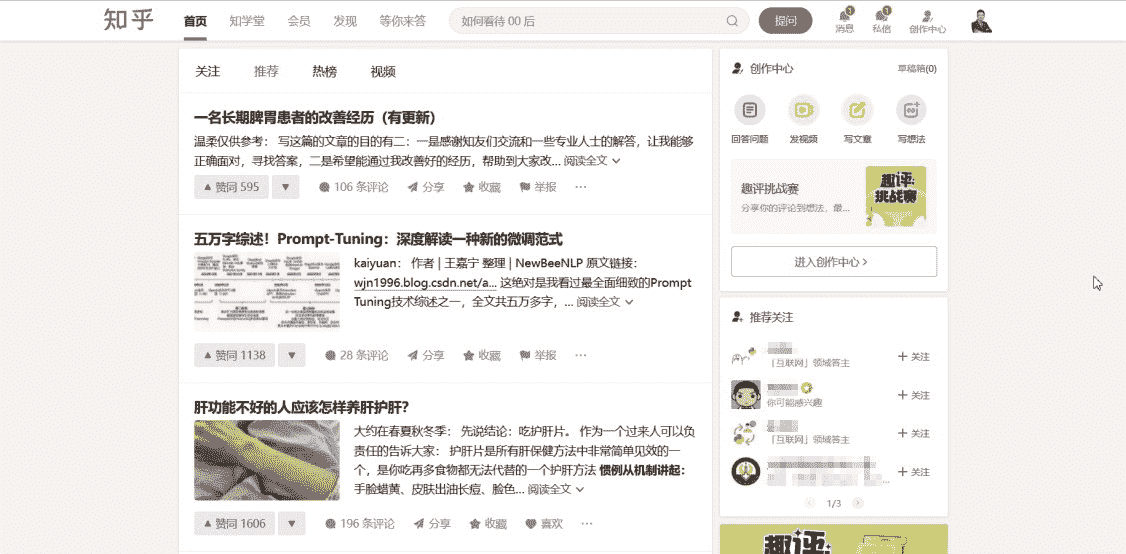 知乎
首页 知学堂 会员 发现 等你来答 如何看待 00 后 提问 消息 1 私信 1 创作中心
关注 推荐 热榜 视频
一名长期脾胃患者的改善经历（有更新）
温柔仅供参考： 写这篇的文章的目的有二：一是感谢知友们交流和一些专业人士的解答，让我能够
正确面对，寻找答案，二是希望能通过我改善好的经历，帮助到大家改... 阅读全文
赞同 595 106 条评论 分享 收藏 举报
五万字综述！Prompt-Tuning：深度解读一种新的微调范式
kaiyuan： 作者 | 王嘉宁 整理 | NewBeeNLP 原文链接：
wjn1996.blog.csdn.net/a... 这绝对是我看过最全面细致的Prompt
Tuning技术综述之一，全文共五万多字，... 阅读全文
赞同 1138 28 条评论 分享 收藏 举报
肝功能不好的人应该怎样养肝护肝？
大约在春夏秋冬季： 先说结论：吃护肝片。 作为一个过来人可以负
责任的告诉大家： 护肝片是所有肝保健方法中非常简单见效的一
个，是你吃再多食物都无法代替的一个护肝方法 惯例从机制讲起：
手脸蜡黄、皮肤出油长痘、脸色... 阅读全文
赞同 1606 196 条评论 分享 收藏 喜欢
创作中心 草稿箱(0)
回答问题 发视频 写文章 写想法
趣评挑战赛
分享你的评论到想法，最...
趣评
挑战赛
进入创作中心
推荐关注
「互联网」领域答主 关注
你可能感兴趣 关注
「互联网」领域答主 关注
关注
1/3
趣评